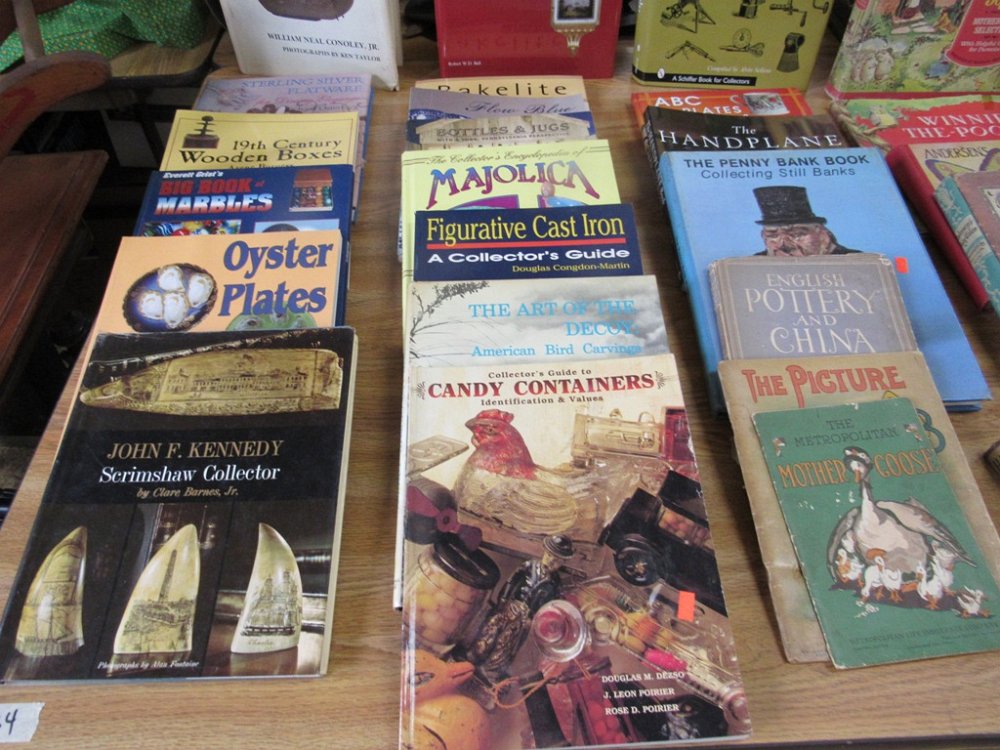 WILLIAM NEAL CONOLEY, JR.
PHOTOGRAPHS BY KEN TAYLOR
STERLING SILVER
FLATWARE
19th Century
Wooden Boxes
Everett Grist's
BIG BOOK of
MARBLES
Oyster
Plates
JOHN F. KENNEDY
Scrimshaw Collector
by Clare Barnes, Jr.
Photographs by Alan Fontaine
Bakelite
Flow Blue
BOTTLES & JUGS
The Collector's Encyclopedia of
MAJOLICA
Figurative Cast Iron
A Collector's Guide
Douglas Congdon-Martin
THE ART OF THE
DECOY
American Bird Carvings
Collector's Guide to
CANDY CONTAINERS
Identification & Values
DOUGLAS M. DEZSO
J. LEON POIRIER
ROSE D. POIRIER
A Schiffer Book for Collectors
ABC
PLATES
The
HANDPLANE
THE PENNY BANK BOOK
Collecting Still Banks
ENGLISH
POTTERY
AND
CHINA
THE PICTURE
THE
METROPOLITAN
MOTHER GOOSE
WINNI
THE-POO
ANDERSEN'S